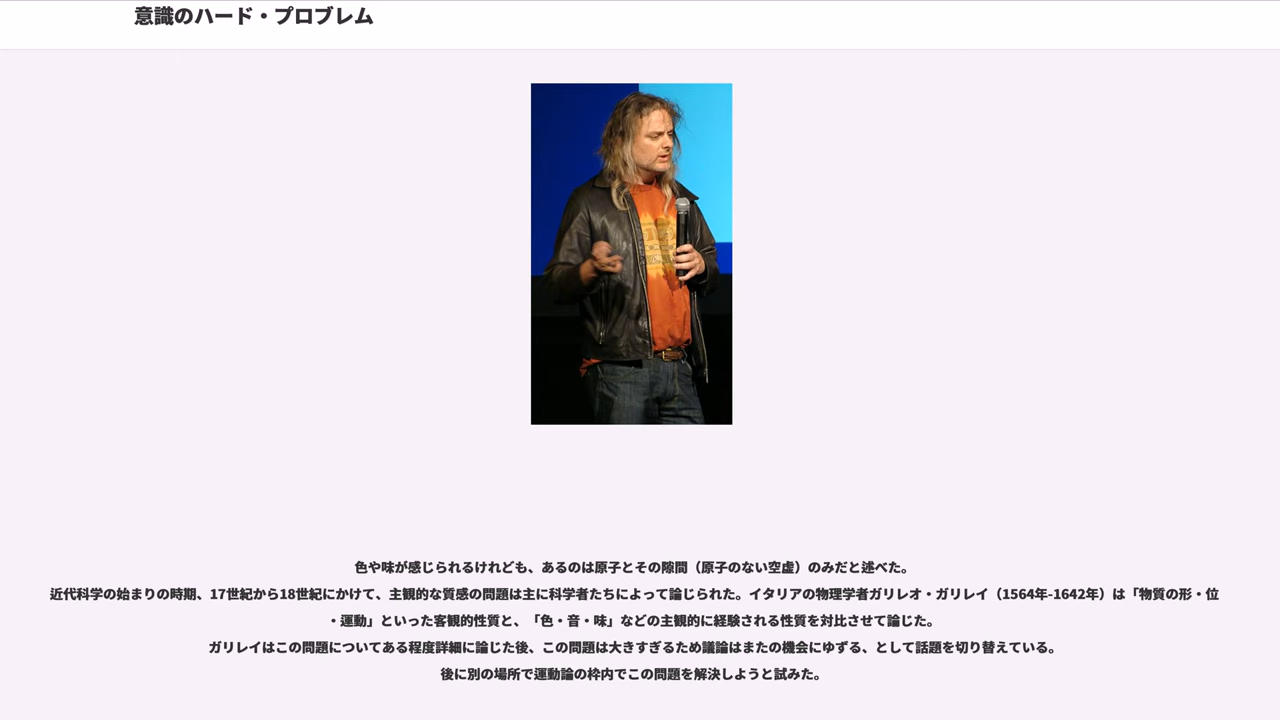 意識のハード・プロブレム
色や味が感じられるけれども、あるのは原子とその隙間（原子のない空虚）のみだと述べた。
近代科学の始まりの時期、17世紀から18世紀にかけて、主観的な質感の問題は主に科学者たちによって論じられた。イタリアの物理学者ガリレオ・ガリレイ（1564年-1642年）は「物質の形・位
・運動」といった客観的性質と、「色・音・味」などの主観的に経験される性質を対比させて論じた。
ガリレイはこの問題についてある程度詳細に論じた後、この問題は大きすぎるため議論はまたの機会にゆずる、として話題を切り替えている。
後に別の場所で運動論の枠内でこの問題を解決しようと試みた。